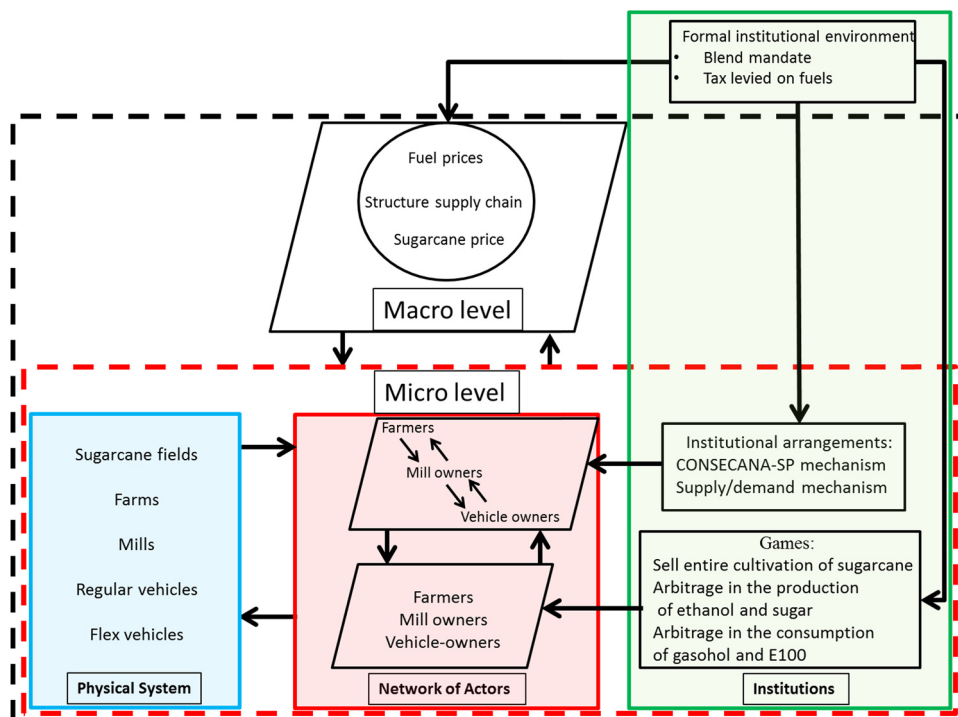 Formal institutional environment
• Blend mandate
• Tax levied on fuels
Fuel prices
Structure supply chain
Sugarcane price
Macro level
Micro level
Sugarcane fields
Farms
Mills
Regular vehicles
Flex vehicles
Physical System
Farmers
Mill owners
Vehicle owners
Farmers
Mill owners
Vehicle-owners
Network of Actors
Institutional arrangements:
CONSECANA-SP mechanism
Supply/demand mechanism
Games:
Sell entire cultivation of sugarcane
Arbitrage in the production
of ethanol and sugar
Arbitrage in the consumption
of gasohol and E100
Institutions